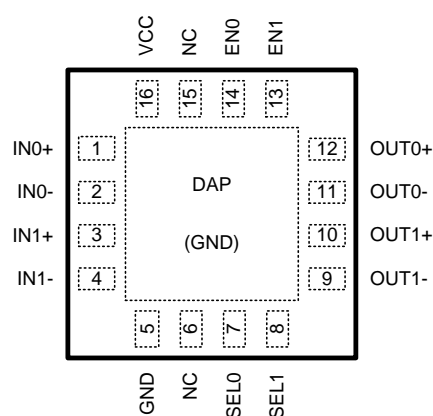 VCC NC EN0 EN1
16 15 14 13
IN0+ 1 12 OUT0+
IN0- 2 DAP 11 OUT0-
IN1+ 3 (GND) 10 OUT1+
IN1- 4 9 OUT1-
5 6 7 8
GND NC SEL0 SEL1